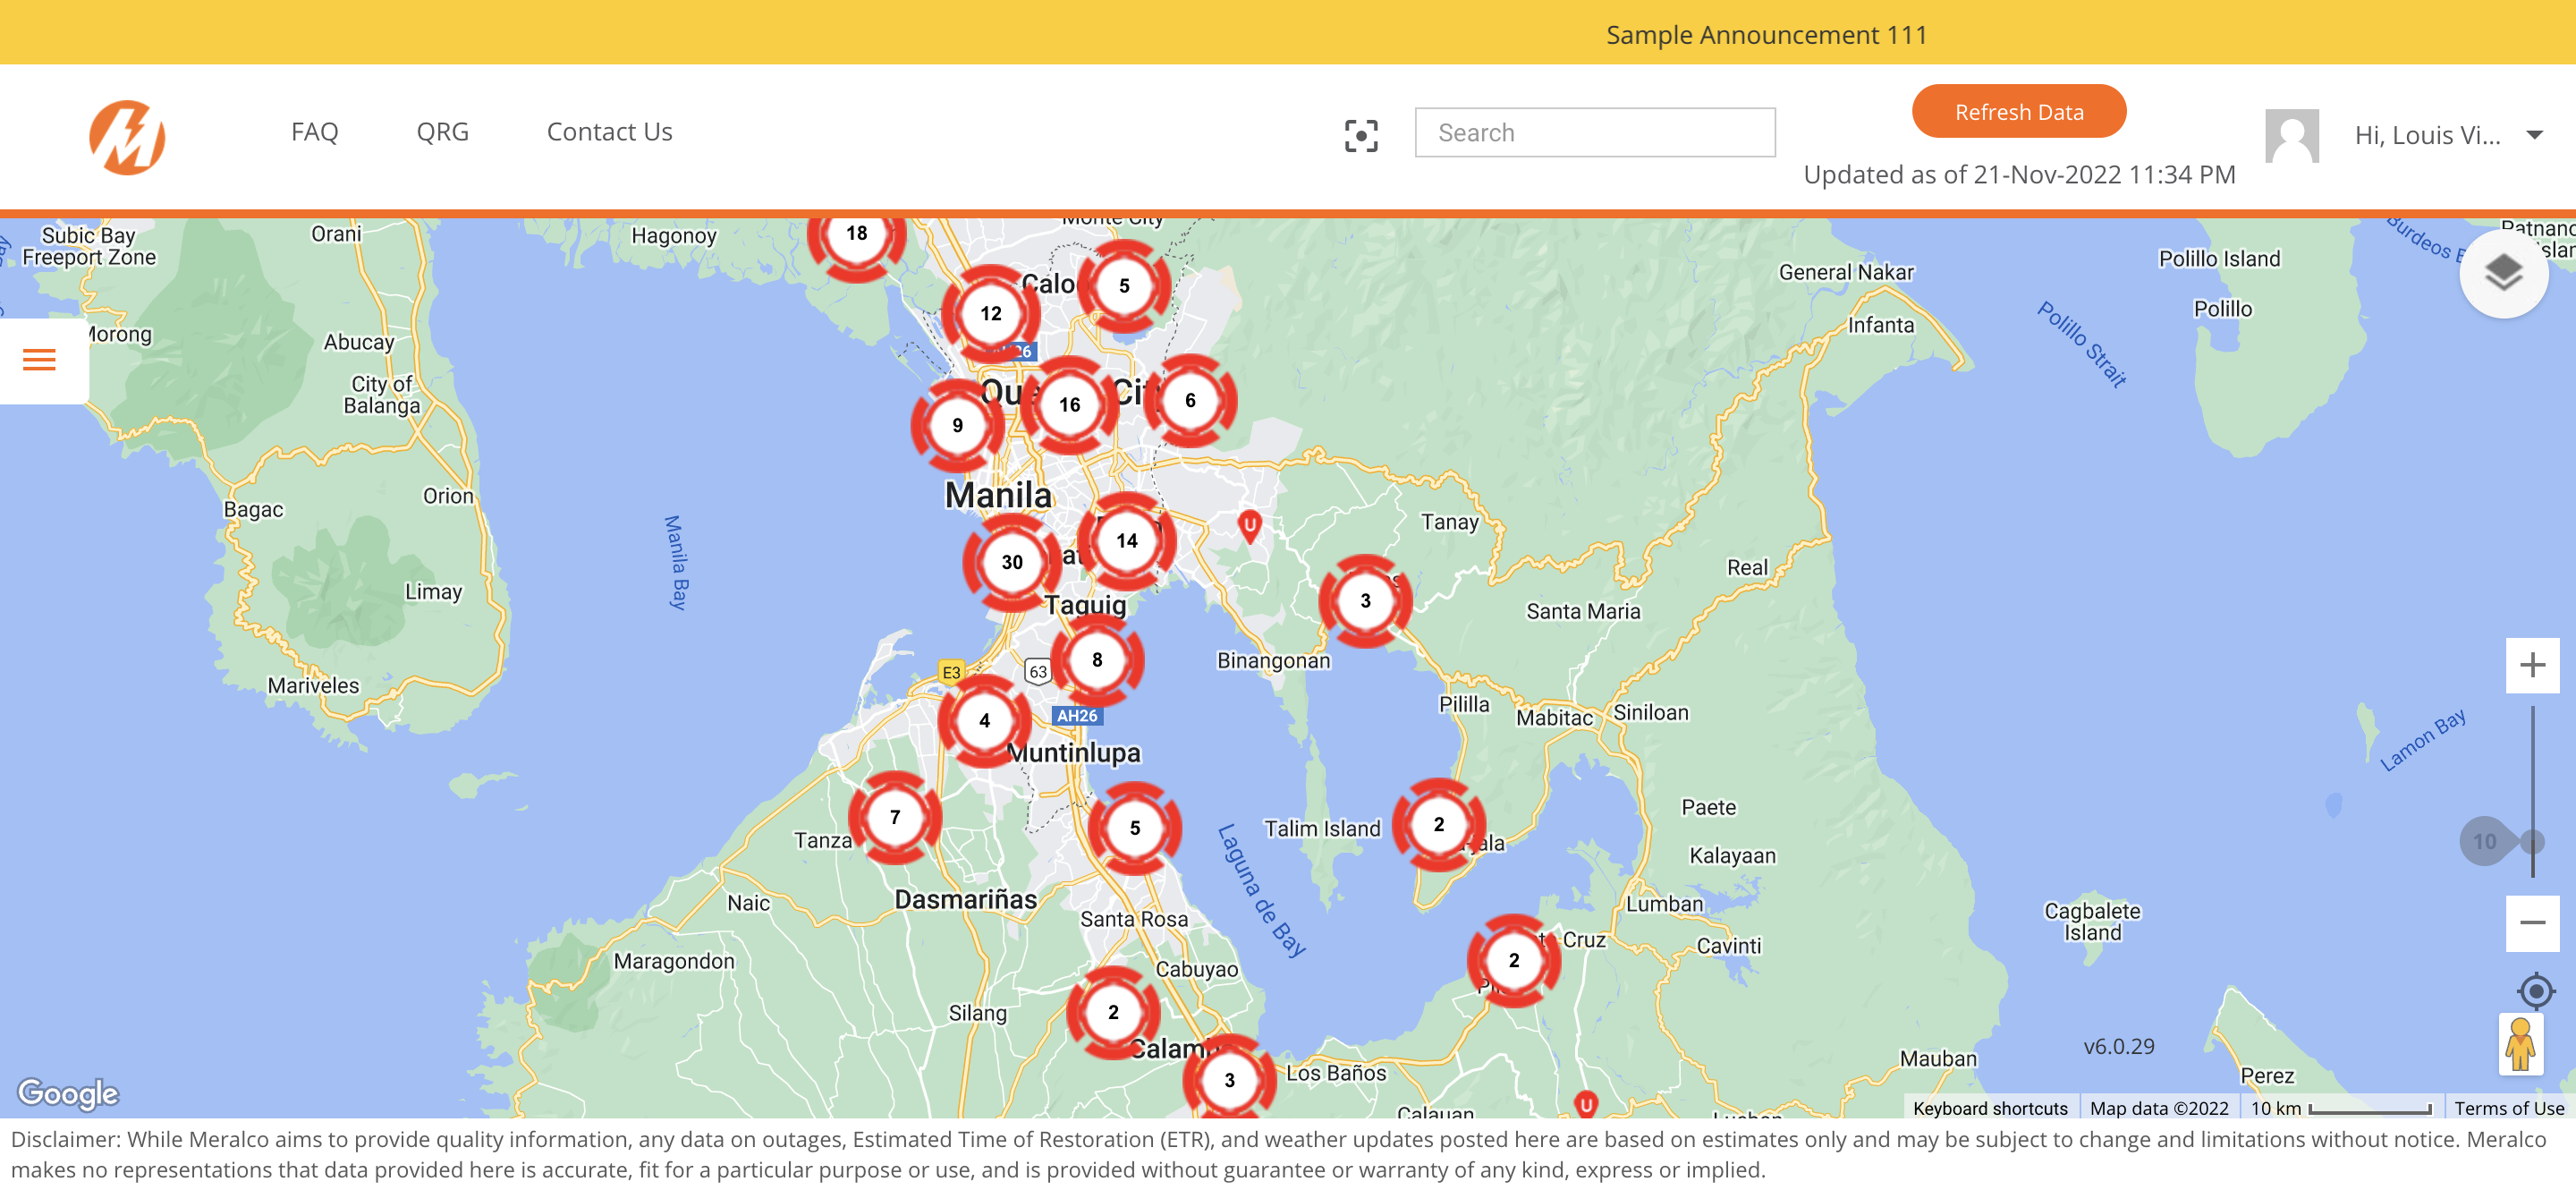 Sample Announcement 111
FAQ
QRG
Contact Us
Search
Refresh Data
Updated as of 21-Nov-2022 11:34 PM
Hi, Louis Vi...
Monte City
Subic Bay
Freeport Zone
Orani
Hagonoy
18
5
12
Morong
Abucay
City of
Balanga
General Nakar
Infanta
Polillo Strait
Polillo Island
Polillo
16
6
9
Manila
Manila Bay
Bagac
Orion
Limay
Mariveles
U
Tanay
14
30
Taguig
3
Real
Santa Maria
8
Binangonan
E3
63
4
AH26
Muntinlupa
Pililla
Mabitac
Siniloan
Lamon Bay
7
Tanza
5
Talim Island
2
Laguna de Bay
Paete
Kalayaan
10
Dasmariñas
Naic
Santa Rosa
Lumban
Cagbalete
Island
Cruz
Cavinti
Maragondon
Cabuyao
2
2
Silang
3
Los Baños
Calauan
U
Mauban
v6.0.29
Perez
Google
Keyboard shortcuts
Map data ©2022
10 km
Terms of Use
Disclaimer: While Meralco aims to provide quality information, any data on outages, Estimated Time of Restoration (ETR), and weather updates posted here are based on estimates only and may be subject to change and limitations without notice. Meralco
makes no representations that data provided here is accurate, fit for a particular purpose or use, and is provided without guarantee or warranty of any kind, express or implied.